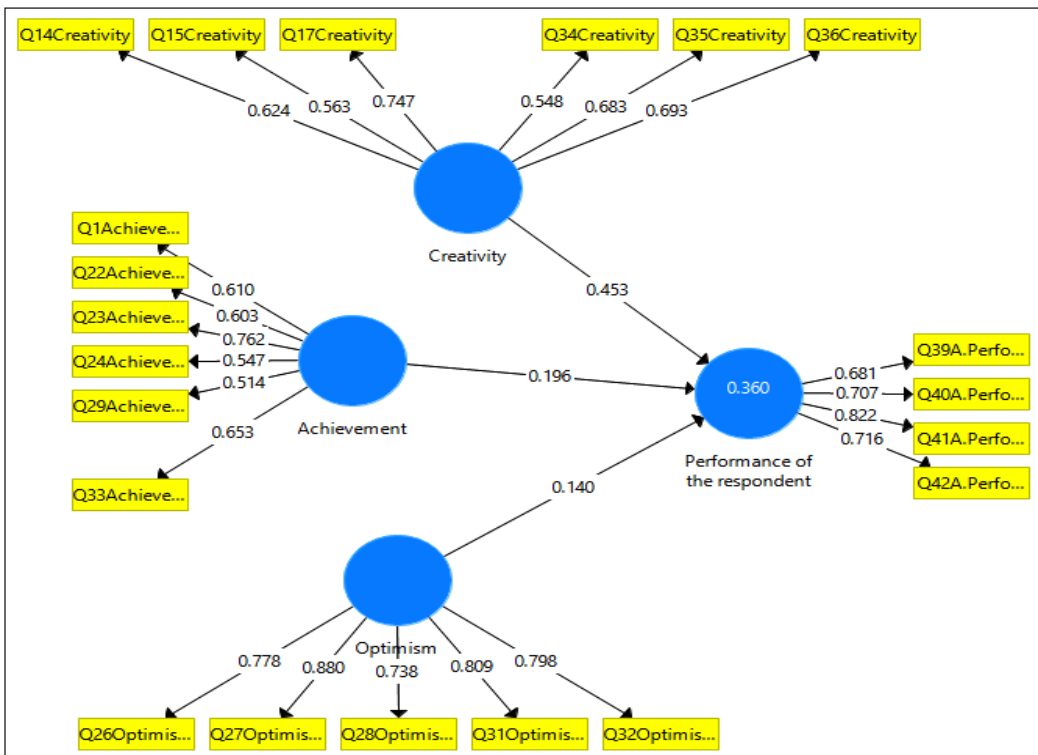 Q14Creativity
Q15Creativity
Q17Creativity
Q34Creativity
Q35Creativity
Q36Creativity
0.624
0.563
0.747
0.548
0.683
0.693
Creativity
Q1Achieve...
Q22Achieve...
Q23Achieve...
Q24Achieve...
Q29Achieve...
Q33Achieve...
0.610
0.603
0.762
0.547
0.514
0.653
Achievement
0.453
0.196
0.140
0.360
Performance of
the respondent
0.681
0.707
0.822
0.716
Q39A.Perfo...
Q40A.Perfo...
Q41A.Perfo...
Q42A.Perfo...
Optimism
0.778
0.880
0.738
0.809
0.798
Q26Optimis...
Q27Optimis...
Q28Optimis...
Q31Optimis...
Q32Optimis...